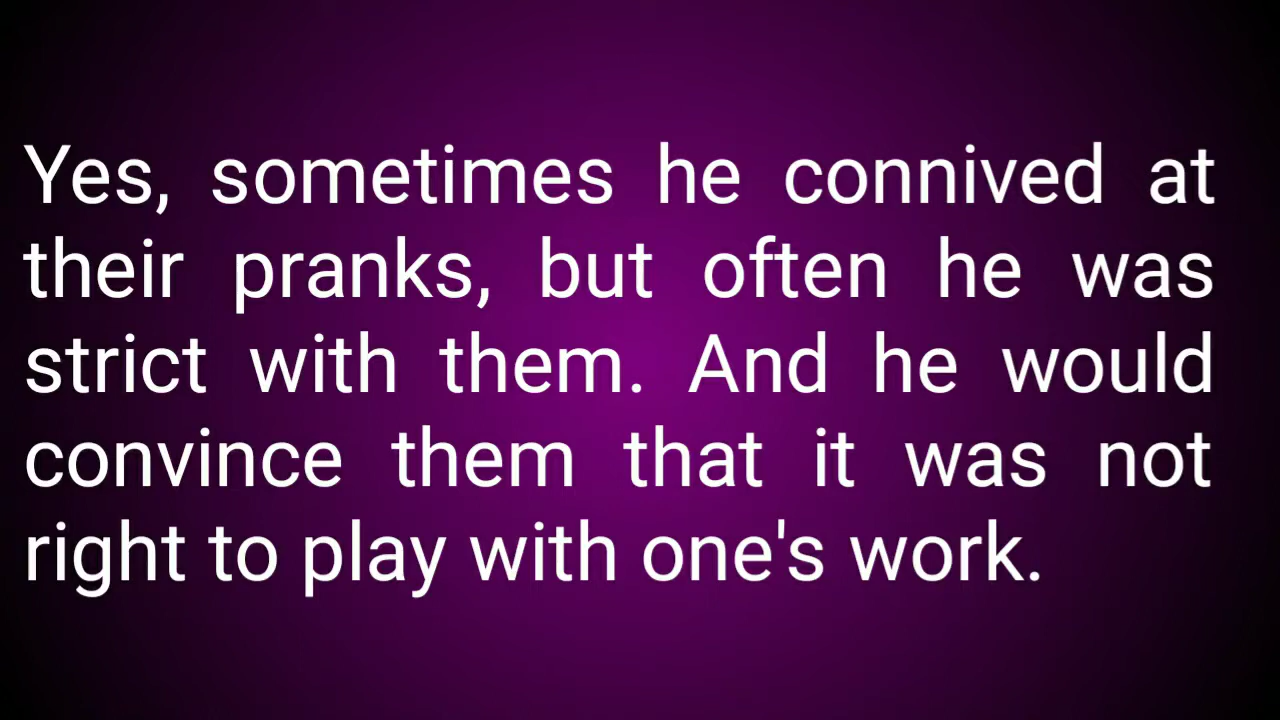 Yes, sometimes he connived at
their pranks, but often he was
strict with them. And he would
convince them that it was not
right to play with one's work.